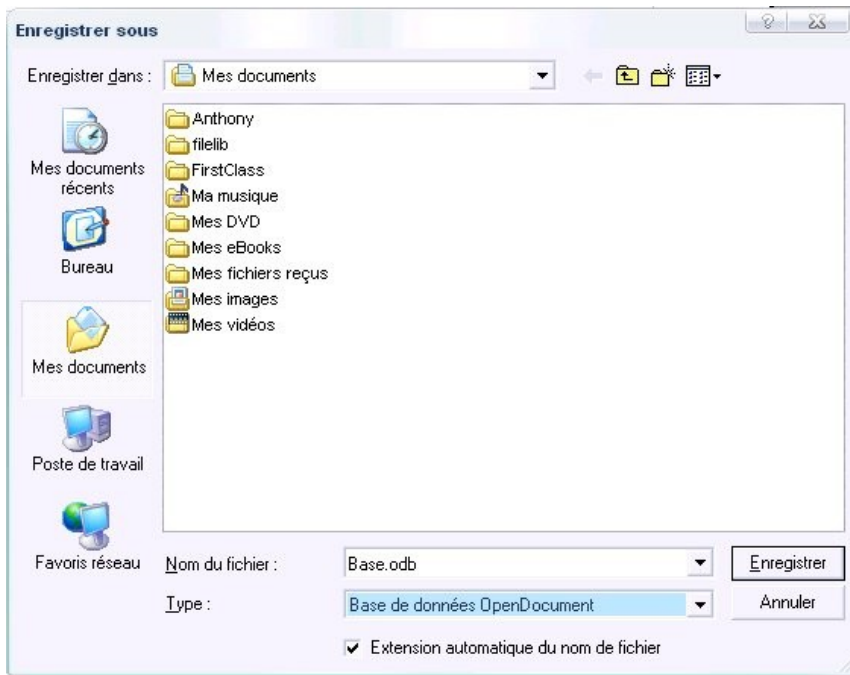 Enregistrer sous
Enregistrer dans :
Mes documents
Mes documents
récents
Bureau
Mes documents
Poste de travail
Favoris réseau
Anthony
filelib
FirstClass
Ma musique
Mes DVD
Mes eBooks
Mes fichiers reçus
Mes images
Mes vidéos
Nom du fichier :
Base.odb
Enregistrer
Type :
Base de données OpenDocument
Annuler
Extension automatique du nom de fichier